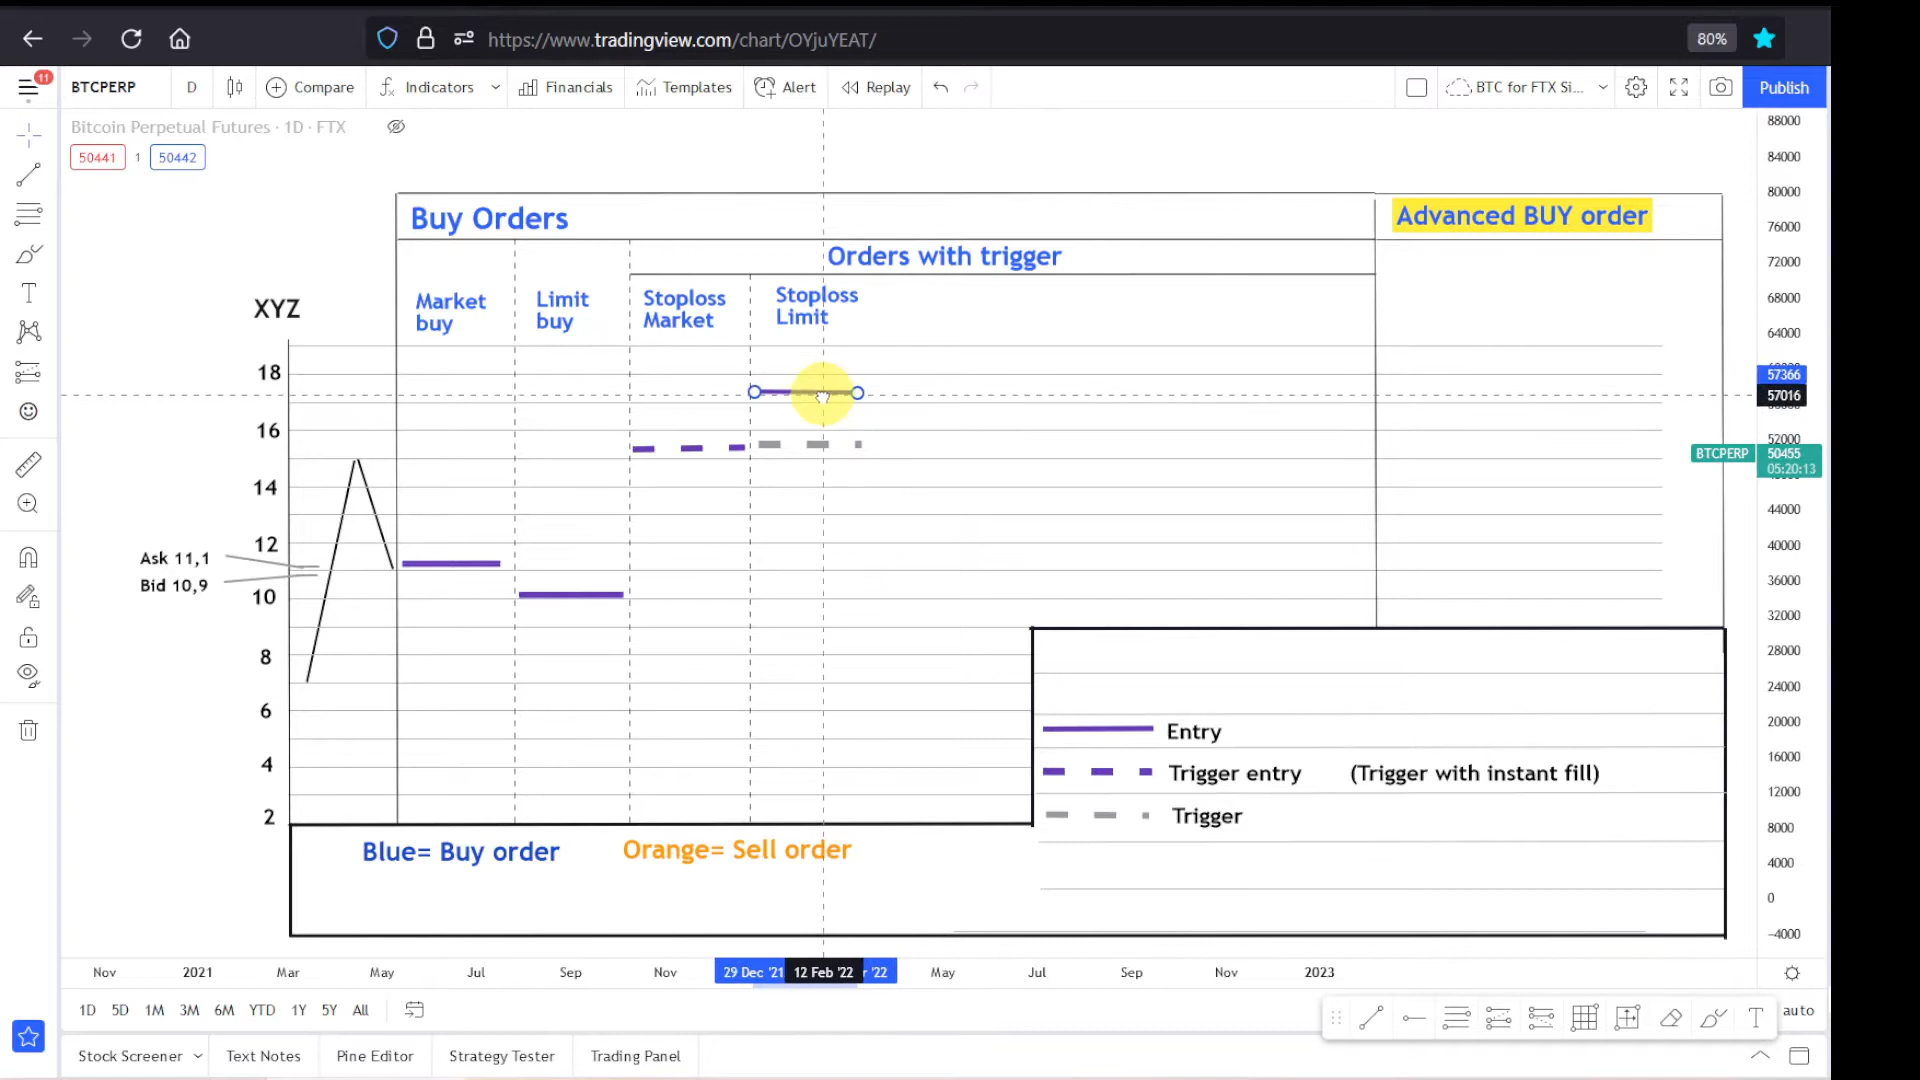 https://www.tradingview.com/chart/OYjuYEAT/
80%
11
BTCPERP
D
Compare
Indicators
Financials
Templates
Alert
Replay
BTC for FTX Si...
Publish
Bitcoin Perpetual Futures · 1D · FTX
50441
1
50442
Buy Orders
Advanced BUY order
Orders with trigger
XYZ
Market
buy
Limit
buy
Stoploss
Market
Stoploss
Limit
18
16
14
12
10
8
6
4
2
Ask 11,1
Bid 10,9
Entry
Trigger entry (Trigger with instant fill)
Trigger
Blue= Buy order
Orange= Sell order
88000
84000
80000
76000
72000
68000
64000
57366
57016
52000
BTCPERP
50455
05:20:13
44000
40000
36000
32000
28000
24000
20000
16000
12000
8000
4000
0
−4000
Nov
2021
Mar
May
Jul
Sep
Nov
29 Dec '21
12 Feb '22
'22
May
Jul
Sep
Nov
2023
1D
5D
1M
3M
6M
YTD
1Y
5Y
All
auto
Stock Screener
Text Notes
Pine Editor
Strategy Tester
Trading Panel